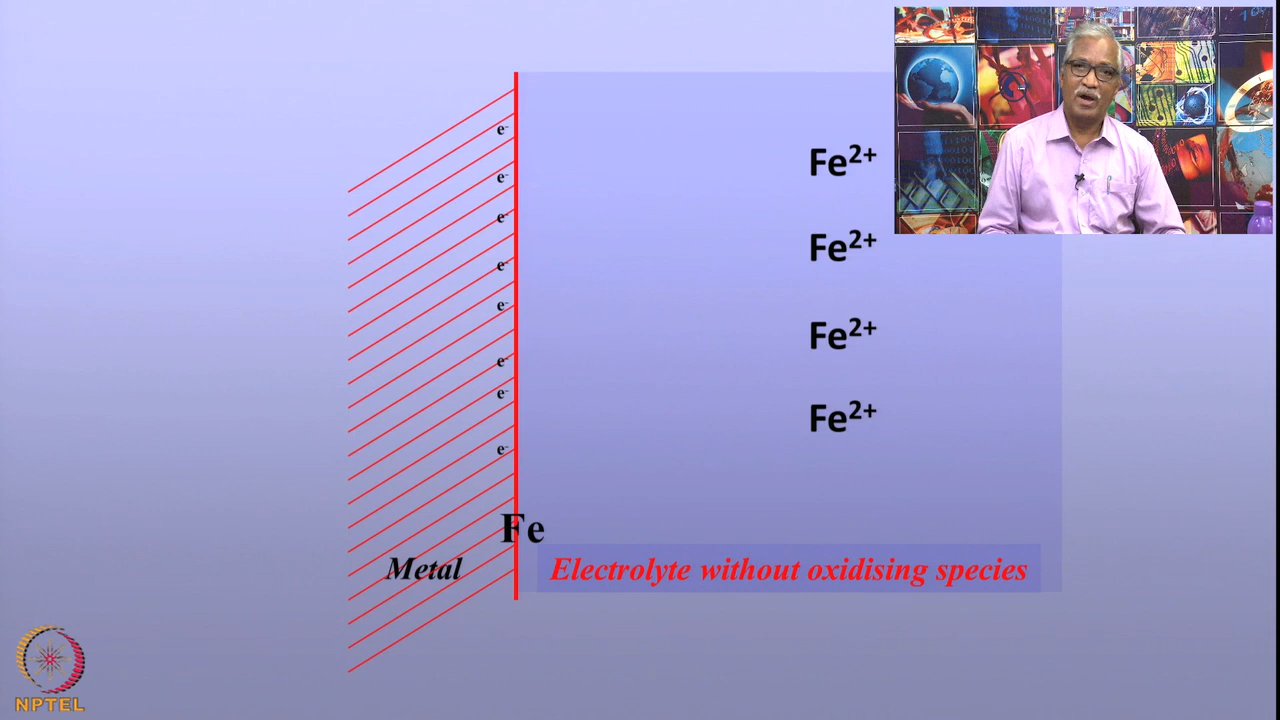 e⁻
e⁻
e⁻
e⁻
e⁻
e⁻
e⁻
e⁻
Fe²⁺
Fe²⁺
Fe²⁺
Fe²⁺
Fe
Metal
Electrolyte without oxidising species
NPTEL